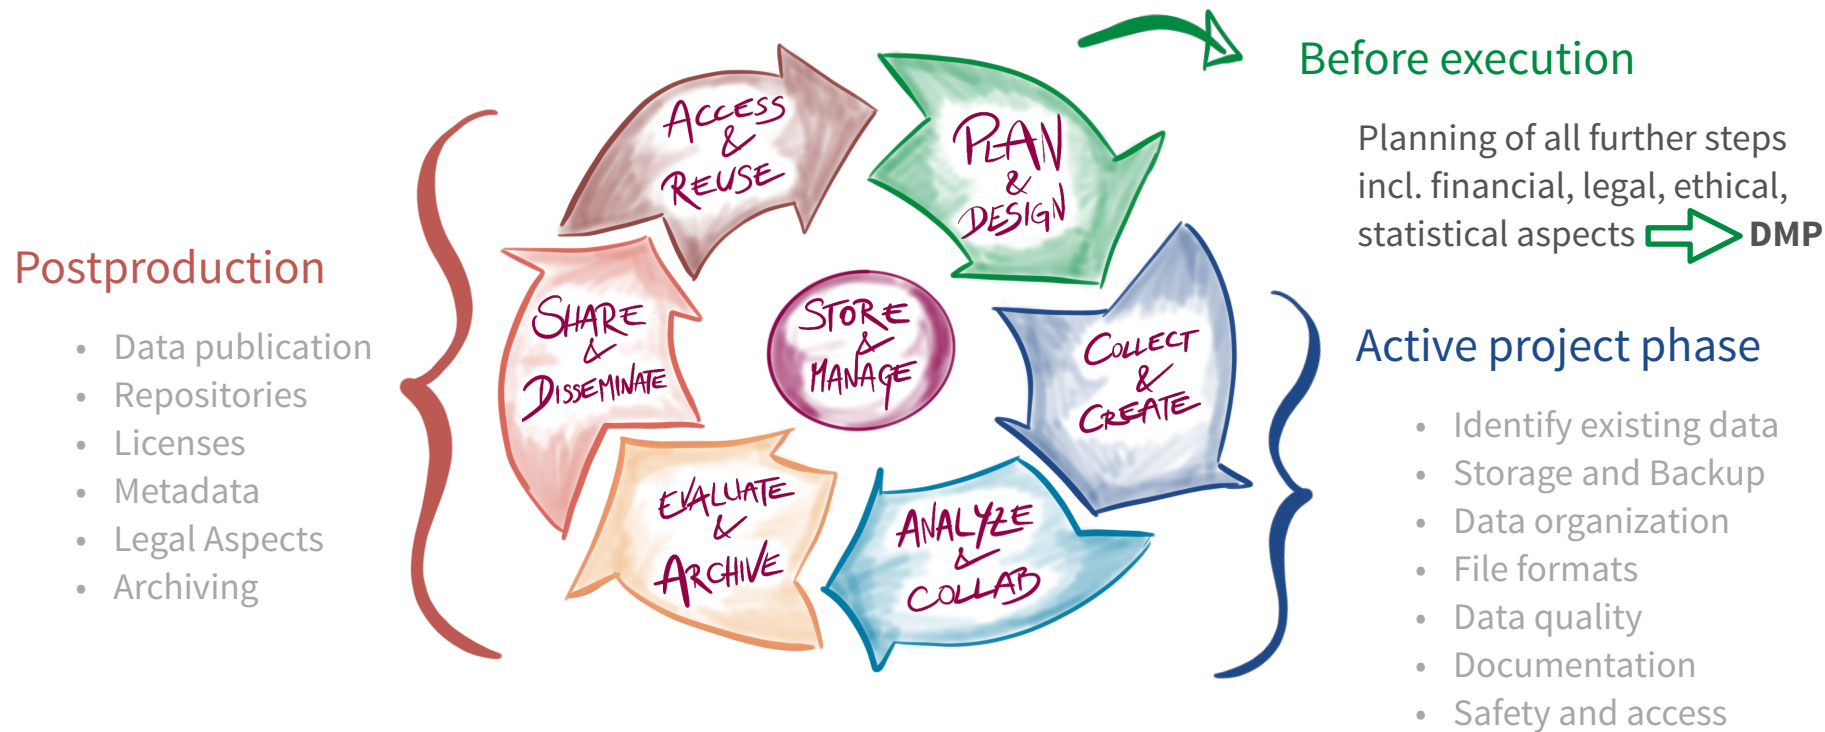 Before execution
Planning of all further steps
incl. financial, legal, ethical,
statistical aspects DMP
Active project phase
• Identify existing data
• Storage and Backup
• Data organization
• File formats
• Data quality
• Documentation
• Safety and access
Postproduction
• Data publication
• Repositories
• Licenses
• Metadata
• Legal Aspects
• Archiving
PLAN
&
DESIGN
COLLECT
&
CREATE
ANALYZE
&
COLLAB
EVALUATE
&
ARCHIVE
SHARE
&
DISSEMINATE
ACCESS
&
REUSE
STORE
&
MANAGE